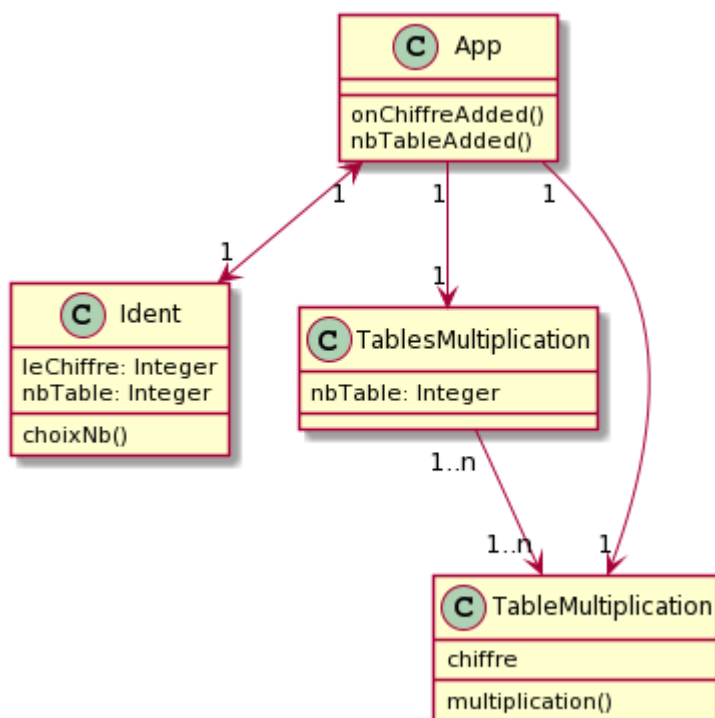 C App
onChiffreAdded()
nbTableAdded()
1 1 1
1
C Ident
leChiffre: Integer
nbTable: Integer
choixNb()
1
C TablesMultiplication
nbTable: Integer
1..n
1..n 1
C TableMultiplication
chiffre
multiplication()